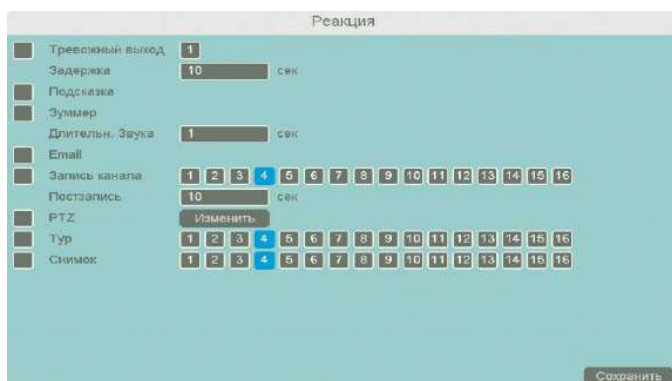 Реакция
Тревожный выход 1
Задержка 10 сек
Подсказка
Зуммер
Длительн. Звука 1 сек
Email
Запись канала 1 2 3 4 5 6 7 8 9 10 11 12 13 14 15 16
Постзапись 10 сек
PTZ Изменить
Тур 1 2 3 4 5 6 7 8 9 10 11 12 13 14 15 16
Снимок 1 2 3 4 5 6 7 8 9 10 11 12 13 14 15 16
Сохранить